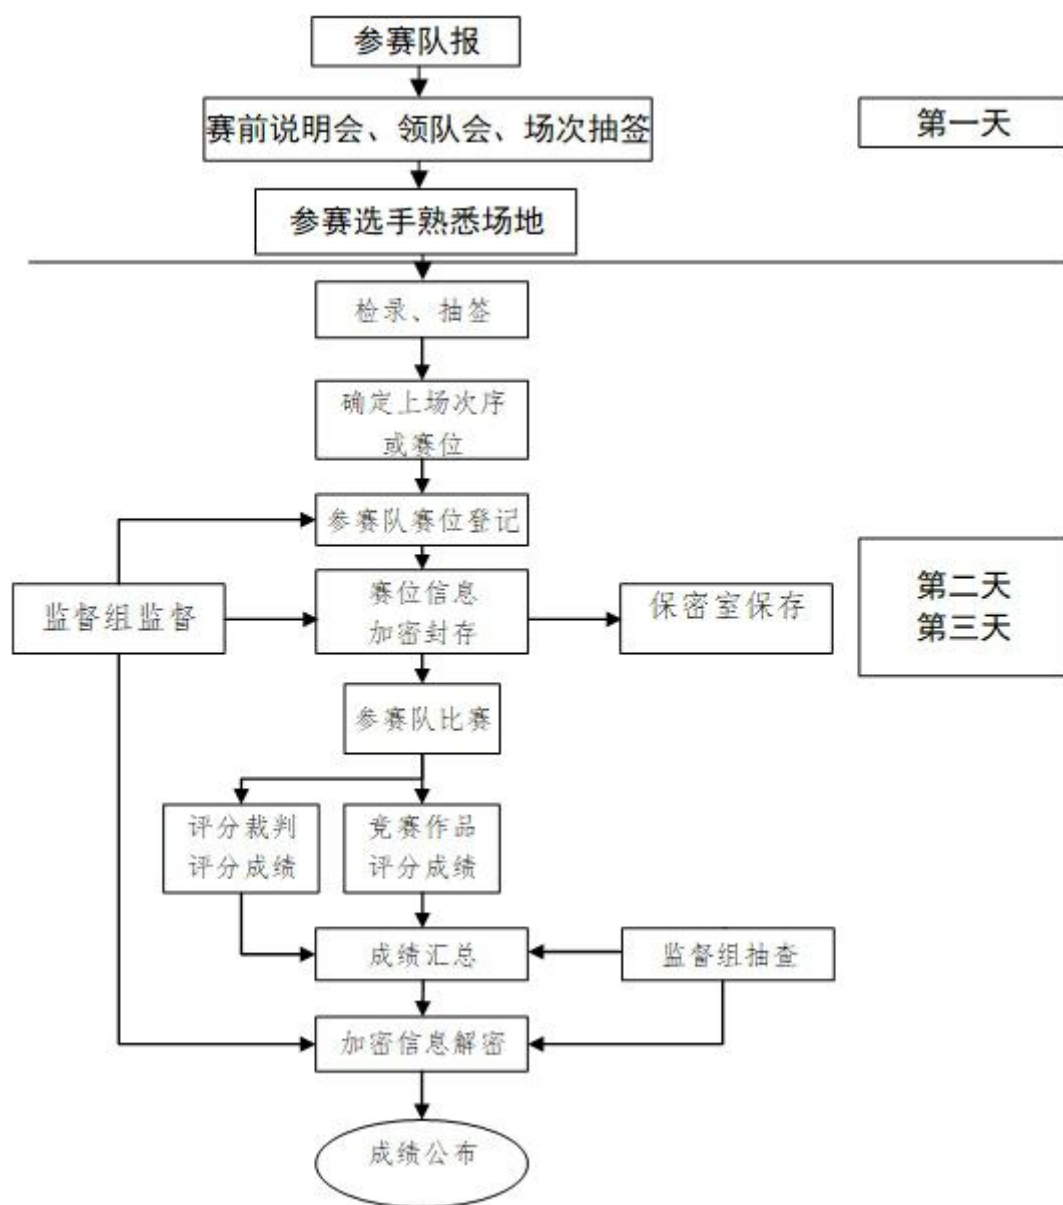 参赛队报
赛前说明会、领队会、场次抽签
第一天
参赛选手熟悉场地
检录、抽签
确定上场次序
或赛位
参赛队赛位登记
监督组监督
赛位信息
加密封存
保密室保存
第二天
第三天
参赛队比赛
评分裁判
评分成绩
竞赛作品
评分成绩
成绩汇总
监督组抽查
加密信息解密
成绩公布